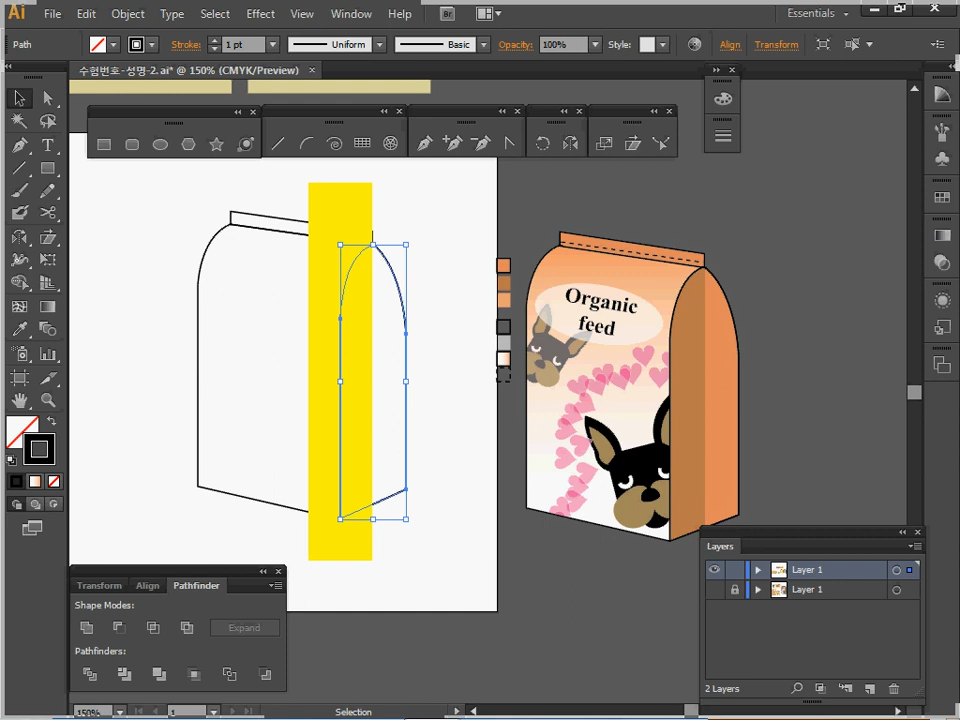 Ai File Edit Object Type Select Effect View Window Help Br Essentials
Path Stroke: 1 pt Uniform Basic Opacity: 100% Style: Align Transform
수험번호-성명-2.ai* @ 150% (CMYK/Preview)
Organic
feed
Transform Align Pathfinder
Shape Modes:
Expand
Pathfinders:
Layers
Layer 1
Layer 1
2 Layers
150% 1 Selection